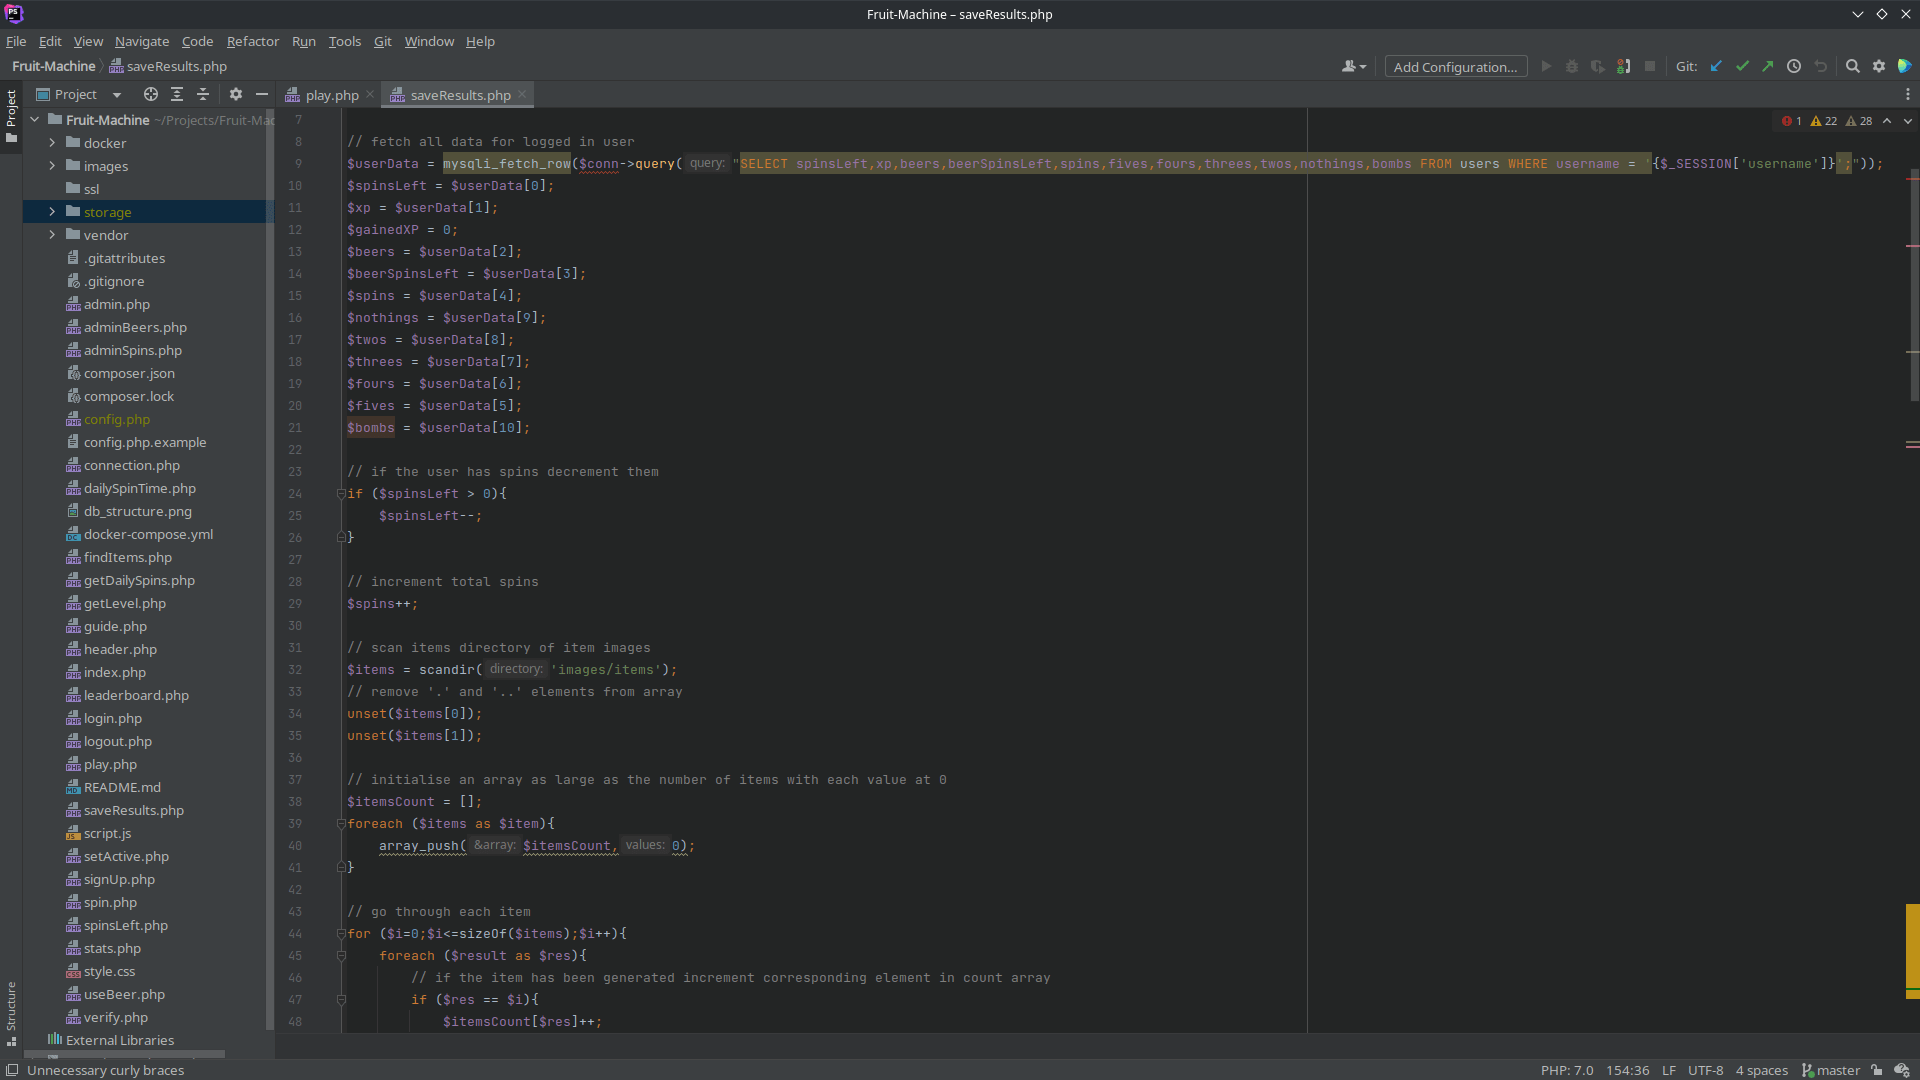 Fruit-Machine – saveResults.php
File Edit View Navigate Code Refactor Run Tools Git Window Help
Fruit-Machine saveResults.php
Add Configuration...
Git:
Project
Project
play.php
saveResults.php
Fruit-Machine ~/Projects/Fruit-Mac
docker
images
ssl
storage
vendor
.gitattributes
.gitignore
admin.php
adminBeers.php
adminSpins.php
composer.json
composer.lock
config.php
config.php.example
connection.php
dailySpinTime.php
db_structure.png
docker-compose.yml
findItems.php
getDailySpins.php
getLevel.php
guide.php
header.php
index.php
leaderboard.php
login.php
logout.php
play.php
README.md
saveResults.php
script.js
setActive.php
signUp.php
spin.php
spinsLeft.php
stats.php
style.css
useBeer.php
verify.php
External Libraries
Structure
1 22 28
7
8 // fetch all data for logged in user
9 $userData = mysqli_fetch_row($conn->query( query: "SELECT spinsLeft,xp,beers,beerSpinsLeft,spins,fives,fours,threes,twos,nothings,bombs FROM users WHERE username = '{$_SESSION['username']}';"));
10 $spinsLeft = $userData[0];
11 $xp = $userData[1];
12 $gainedXP = 0;
13 $beers = $userData[2];
14 $beerSpinsLeft = $userData[3];
15 $spins = $userData[4];
16 $nothings = $userData[9];
17 $twos = $userData[8];
18 $threes = $userData[7];
19 $fours = $userData[6];
20 $fives = $userData[5];
21 $bombs = $userData[10];
22
23 // if the user has spins decrement them
24 if ($spinsLeft > 0){
25 $spinsLeft--;
26 }
27
28 // increment total spins
29 $spins++;
30
31 // scan items directory of item images
32 $items = scandir( directory: 'images/items');
33 // remove '.' and '..' elements from array
34 unset($items[0]);
35 unset($items[1]);
36
37 // initialise an array as large as the number of items with each value at 0
38 $itemsCount = [];
39 foreach ($items as $item){
40 array_push( &array: $itemsCount, values: 0);
41 }
42
43 // go through each item
44 for ($i=0;$i<=sizeOf($items);$i++){
45 foreach ($result as $res){
46 // if the item has been generated increment corresponding element in count array
47 if ($res == $i){
48 $itemsCount[$res]++;
Unnecessary curly braces
PHP: 7.0 154:36 LF UTF-8 4 spaces master